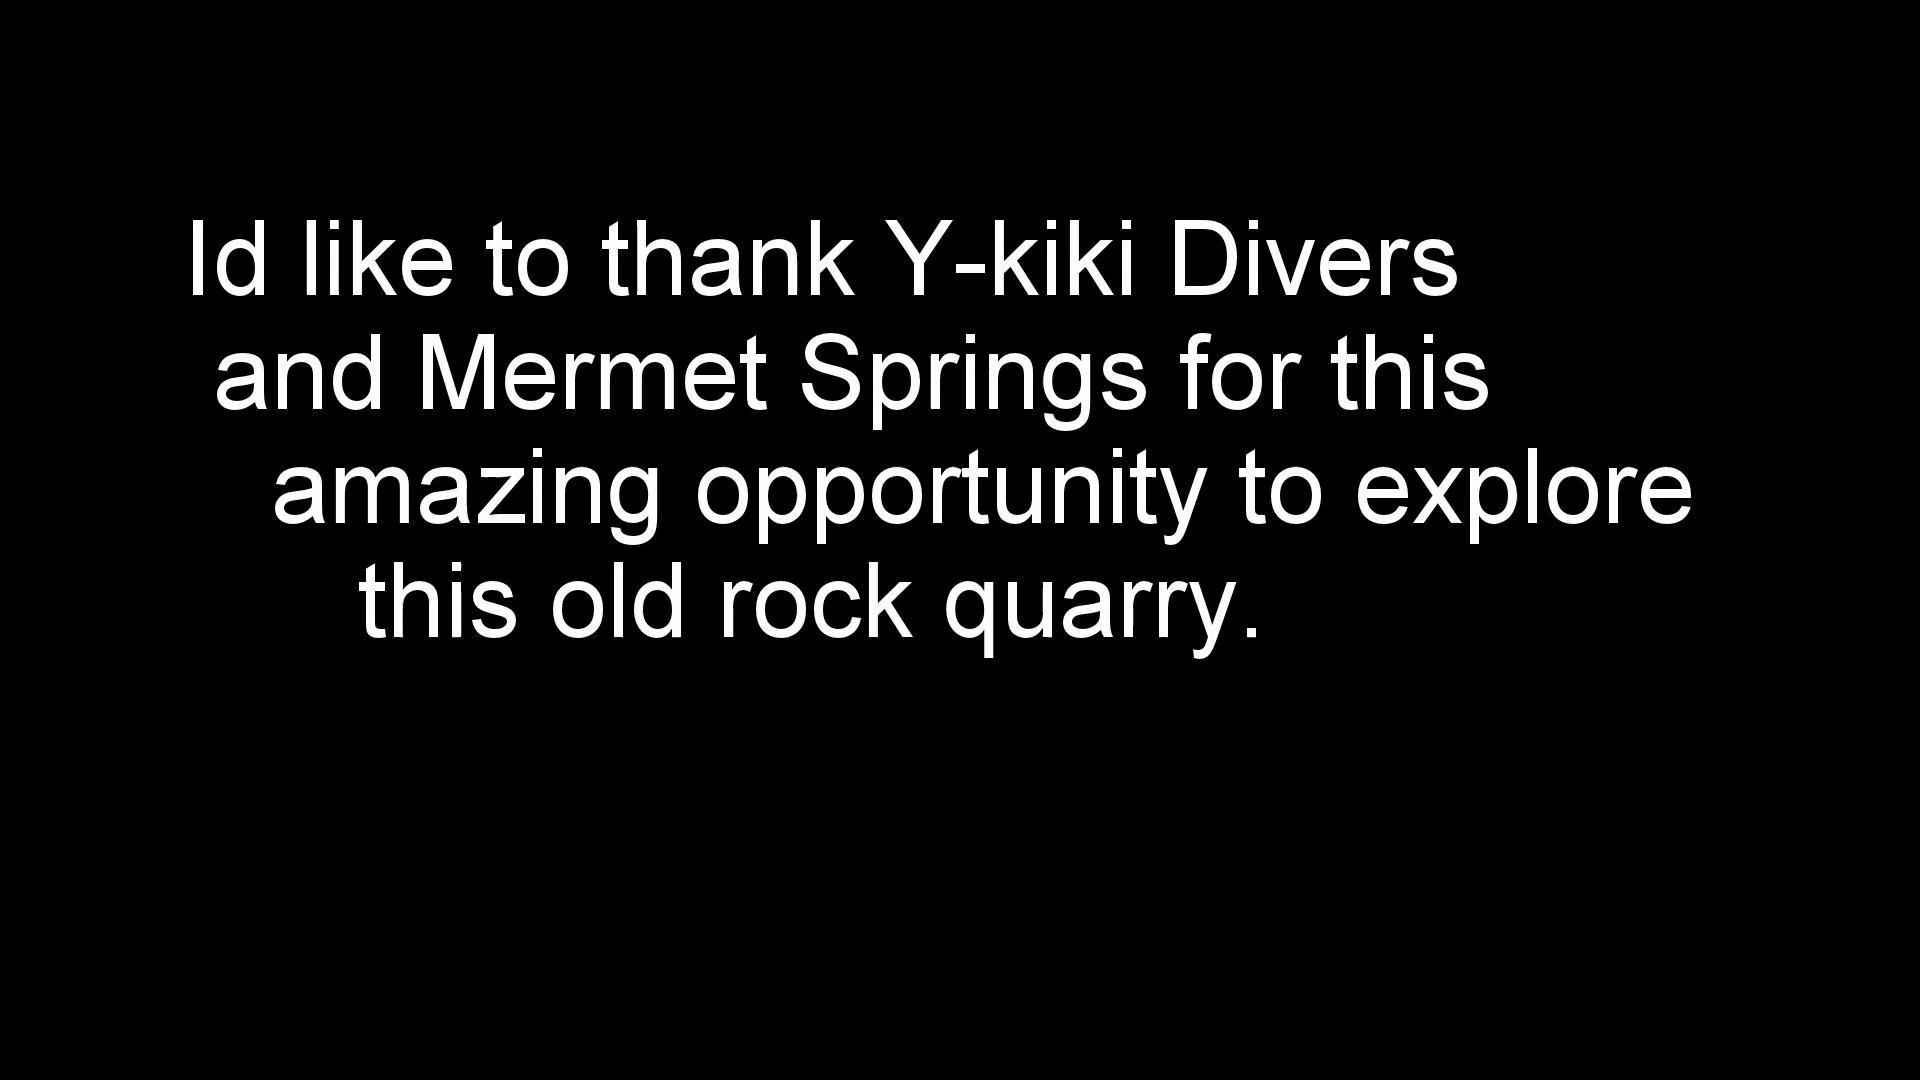 Id like to thank Y-kiki Divers
and Mermet Springs for this
amazing opportunity to explore
this old rock quarry.